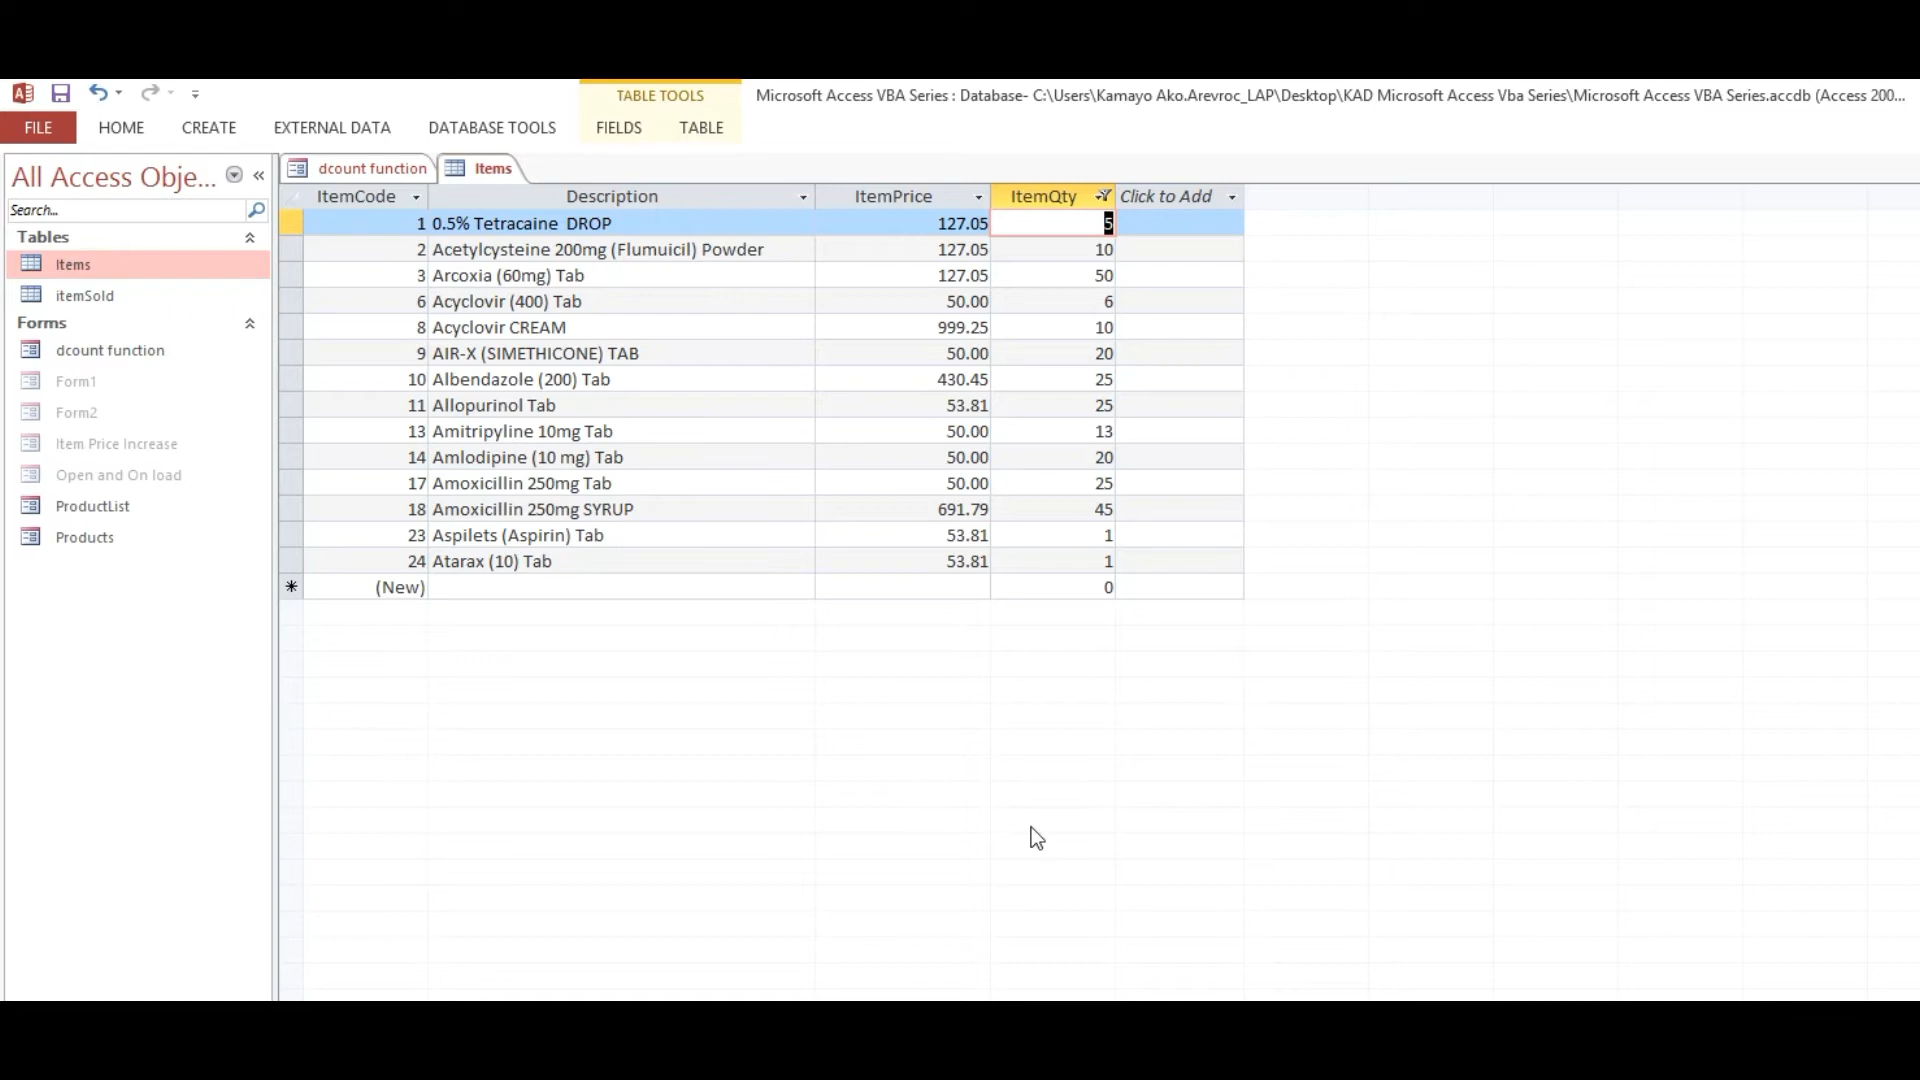 TABLE TOOLS
Microsoft Access VBA Series : Database- C:\Users\Kamayo Ako.Arevroc_LAP\Desktop\KAD Microsoft Access Vba Series\Microsoft Access VBA Series.accdb (Access 200...
FILE HOME CREATE EXTERNAL DATA DATABASE TOOLS FIELDS TABLE
All Access Obje...
Search...
Tables
Items
itemSold
Forms
dcount function
Form1
Form2
Item Price Increase
Open and On load
ProductList
Products
dcount function Items
ItemCode Description ItemPrice ItemQty Click to Add
1 0.5% Tetracaine  DROP 127.05 5
2 Acetylcysteine 200mg (Flumuicil) Powder 127.05 10
3 Arcoxia (60mg) Tab 127.05 50
6 Acyclovir (400) Tab 50.00 6
8 Acyclovir CREAM 999.25 10
9 AIR-X (SIMETHICONE) TAB 50.00 20
10 Albendazole (200) Tab 430.45 25
11 Allopurinol Tab 53.81 25
13 Amitripyline 10mg Tab 50.00 13
14 Amlodipine (10 mg) Tab 50.00 20
17 Amoxicillin 250mg Tab 50.00 25
18 Amoxicillin 250mg SYRUP 691.79 45
23 Aspilets (Aspirin) Tab 53.81 1
24 Atarax (10) Tab 53.81 1
(New) 0